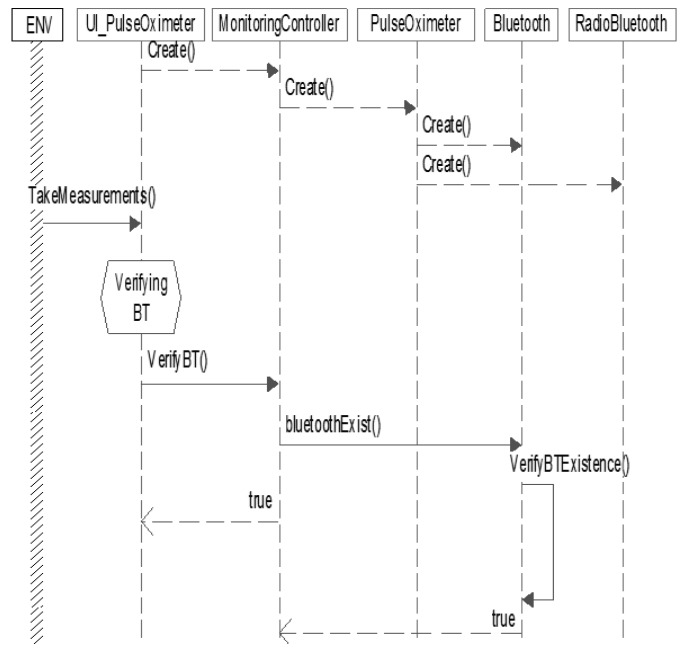 ENV
UI_PulseOximeter
MonitoringController
PulseOximeter
Bluetooth
RadioBluetooth
Create()
Create()
Create()
Create()
TakeMeasurements()
Verifying
BT
VerifyBT()
bluetoothExist()
VerifyBTExistence()
true
true